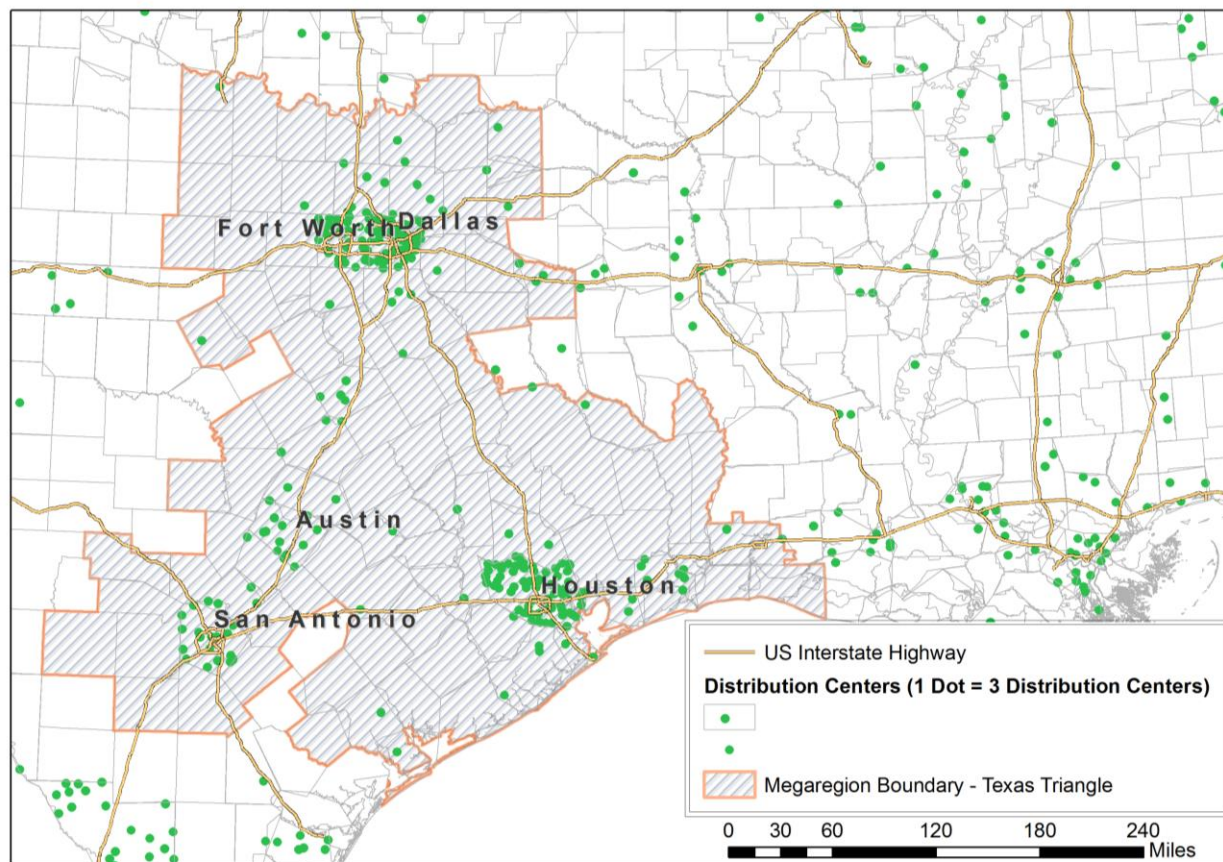 Fort Worth
Dallas
Austin
Houston
San Antonio
US Interstate Highway
Distribution Centers (1 Dot = 3 Distribution Centers)
Megaregion Boundary - Texas Triangle
0 30 60 120 180 240
Miles